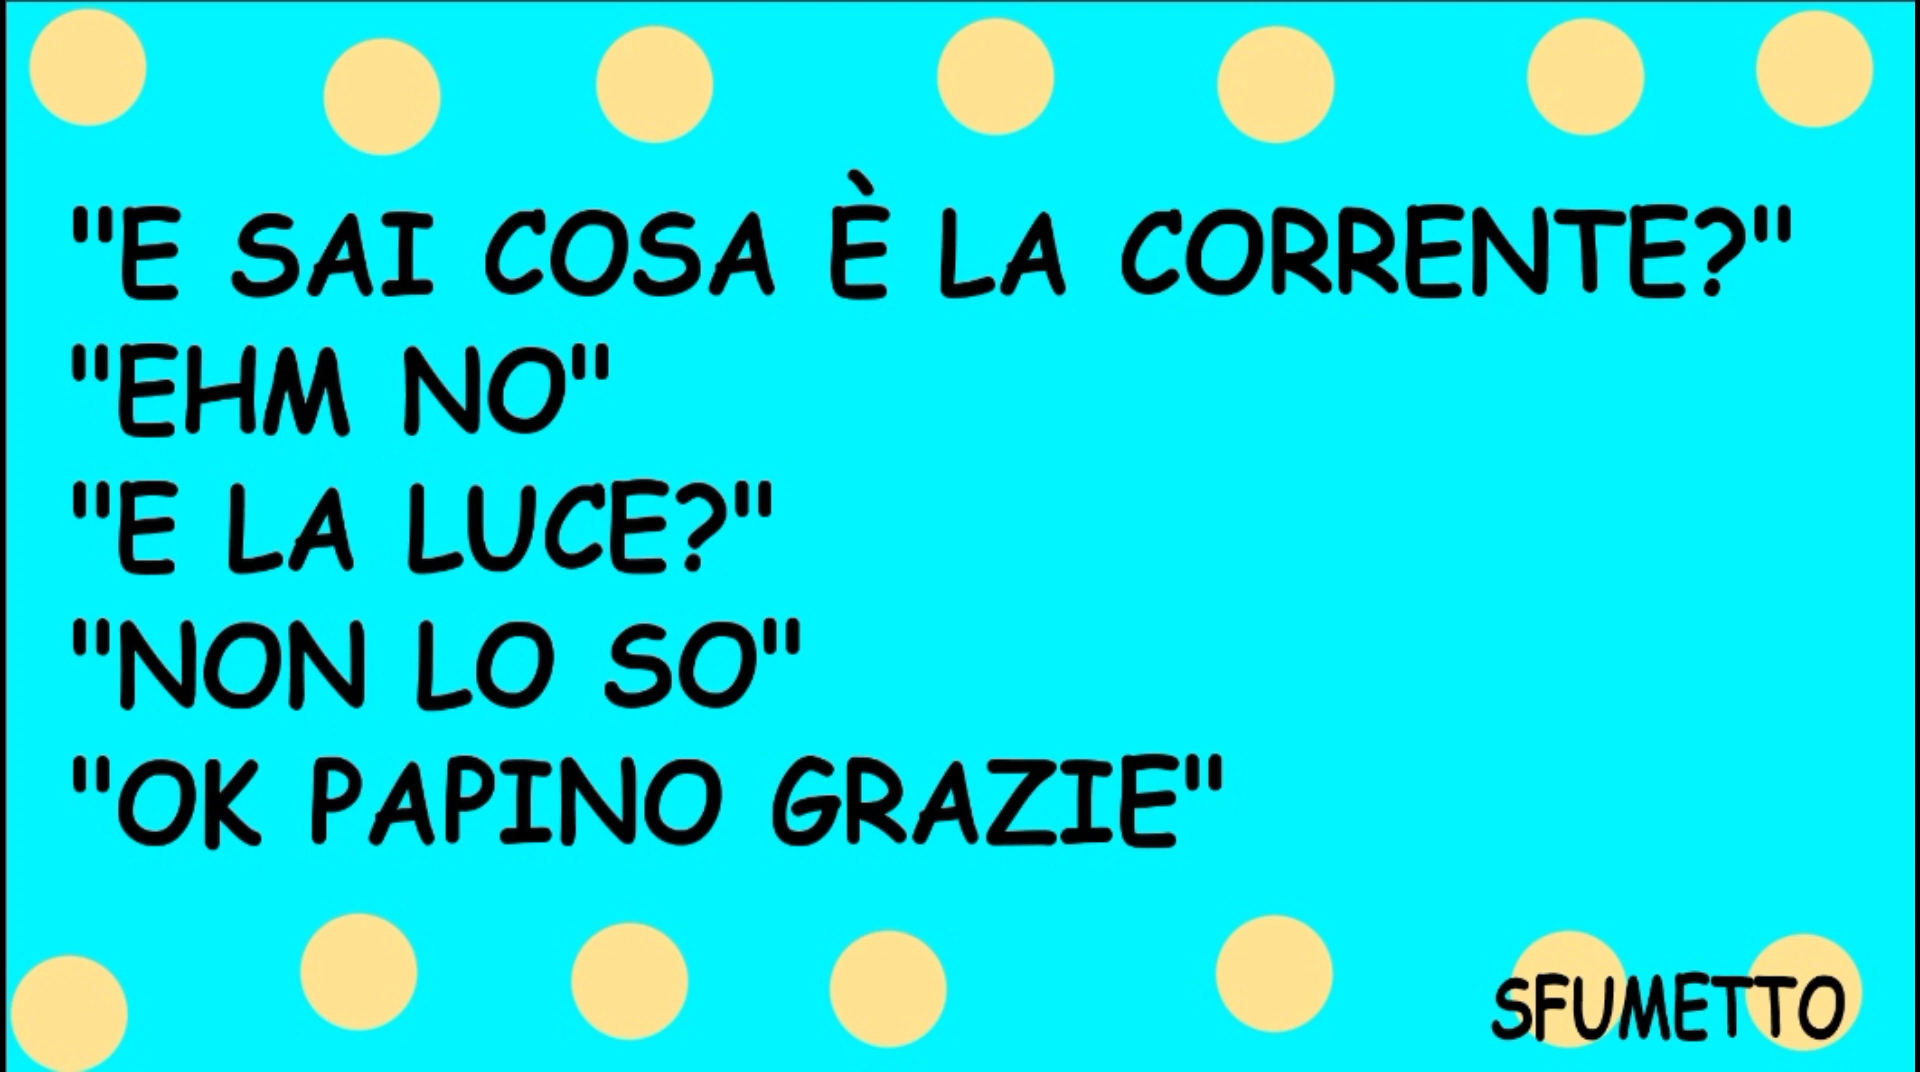 "E SAI COSA È LA CORRENTE?"
"EHM NO"
"E LA LUCE?"
"NON LO SO"
"OK PAPINO GRAZIE"
SFUMETTO